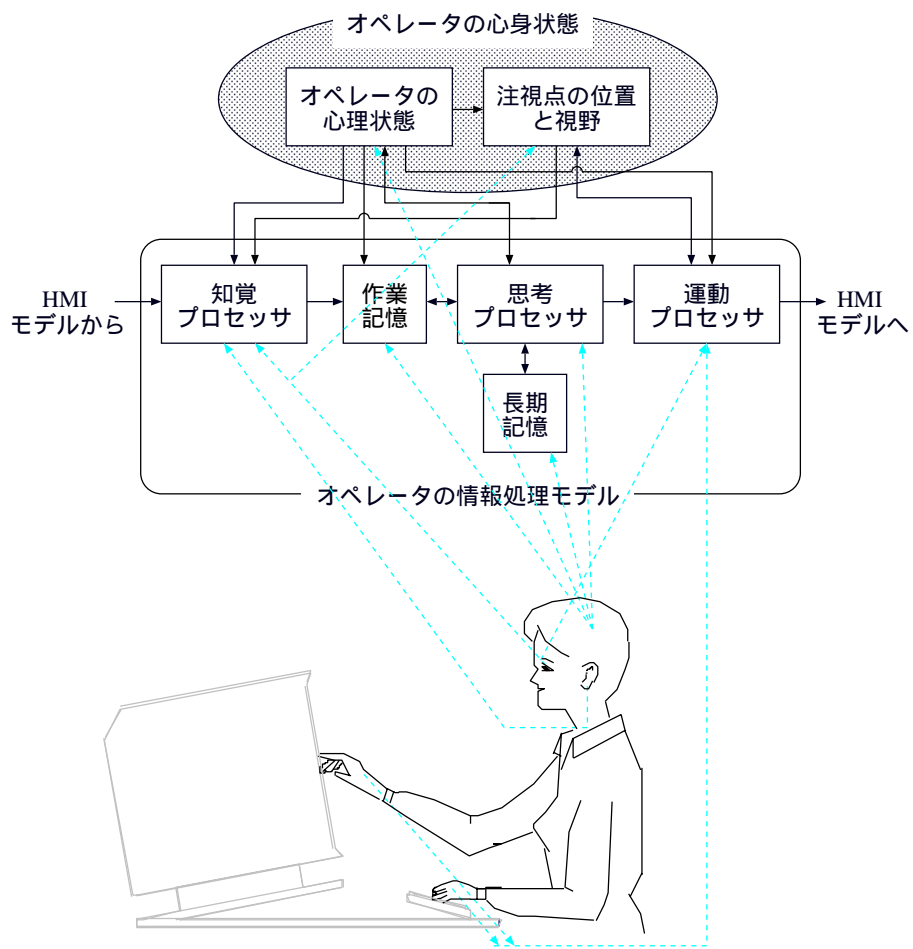 オペレータの心身状態
オペレータの
心理状態
注視点の位置
と視野
HMI
モデルから
知覚
プロセッサ
作業
記憶
思考
プロセッサ
運動
プロセッサ
HMI
モデルへ
長期
記憶
オペレータの情報処理モデル